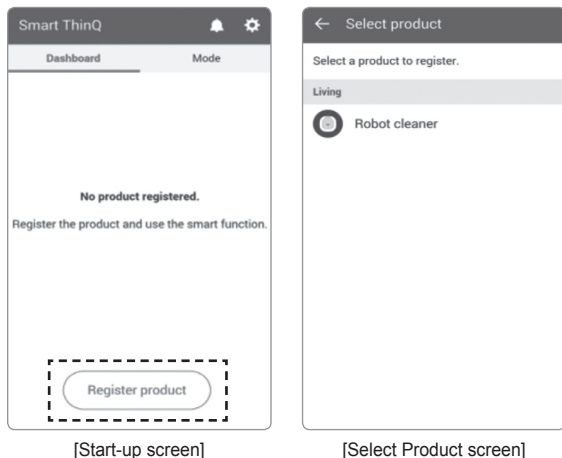 Smart ThinQ
Dashboard Mode
No product registered.
Register the product and use the smart function.
Register product
[Start-up screen]
Select product
Select a product to register.
Living
Robot cleaner
[Select Product screen]